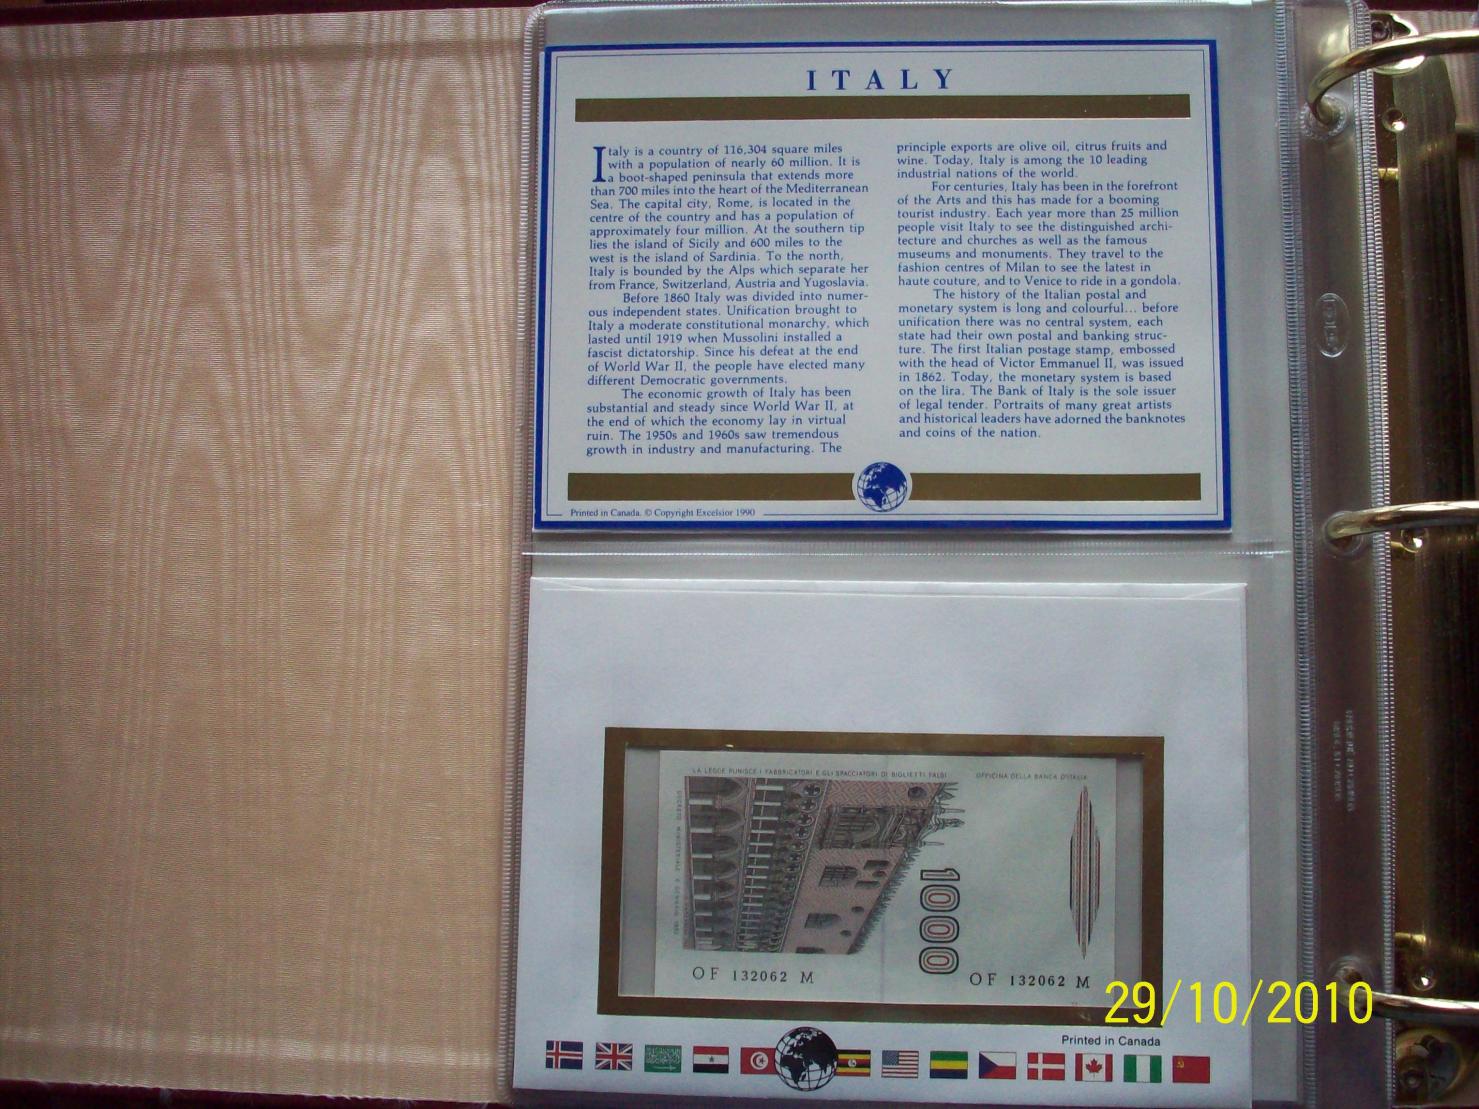 ITALY
Italy is a country of 116,304 square miles
with a population of nearly 60 million. It is
a boot-shaped peninsula that extends more
than 700 miles into the heart of the Mediterranean
Sea. The capital city, Rome, is located in the
centre of the country and has a population of
approximately four million. At the southern tip
lies the island of Sicily and 600 miles to the
west is the island of Sardinia. To the north,
Italy is bounded by the Alps which separate her
from France, Switzerland, Austria and Yugoslavia.
Before 1860 Italy was divided into numer-
ous independent states. Unification brought to
Italy a moderate constitutional monarchy, which
lasted until 1919 when Mussolini installed a
fascist dictatorship. Since his defeat at the end
of World War II, the people have elected many
different Democratic governments.
The economic growth of Italy has been
substantial and steady since World War II, at
the end of which the economy lay in virtual
ruin. The 1950s and 1960s saw tremendous
growth in industry and manufacturing. The
principle exports are olive oil, citrus fruits and
wine. Today, Italy is among the 10 leading
industrial nations of the world.
For centuries, Italy has been in the forefront
of the Arts and this has made for a booming
tourist industry. Each year more than 25 million
people visit Italy to see the distinguished archi-
tecture and churches as well as the famous
museums and monuments. They travel to the
fashion centres of Milan to see the latest in
haute couture, and to Venice to ride in a gondola.
The history of the Italian postal and
monetary system is long and colourful... before
unification there was no central system, each
state had their own postal and banking struc-
ture. The first Italian postage stamp, embossed
with the head of Victor Emmanuel II, was issued
in 1862. Today, the monetary system is based
on the lira. The Bank of Italy is the sole issuer
of legal tender. Portraits of many great artists
and historical leaders have adorned the banknotes
and coins of the nation.
Printed in Canada. © Copyright Excelsior 1990
LA LEGGE PUNISCE I FABBRICATORI E GLI SPACCIATORI DI BIGLIETTI FALSI
OFFICINA DELLA BANCA D'ITALIA
DECRETO MINISTERIALE 6 GENNAIO 1982
1000
OF 132062 M
OF 132062 M
29/10/2010
Printed in Canada